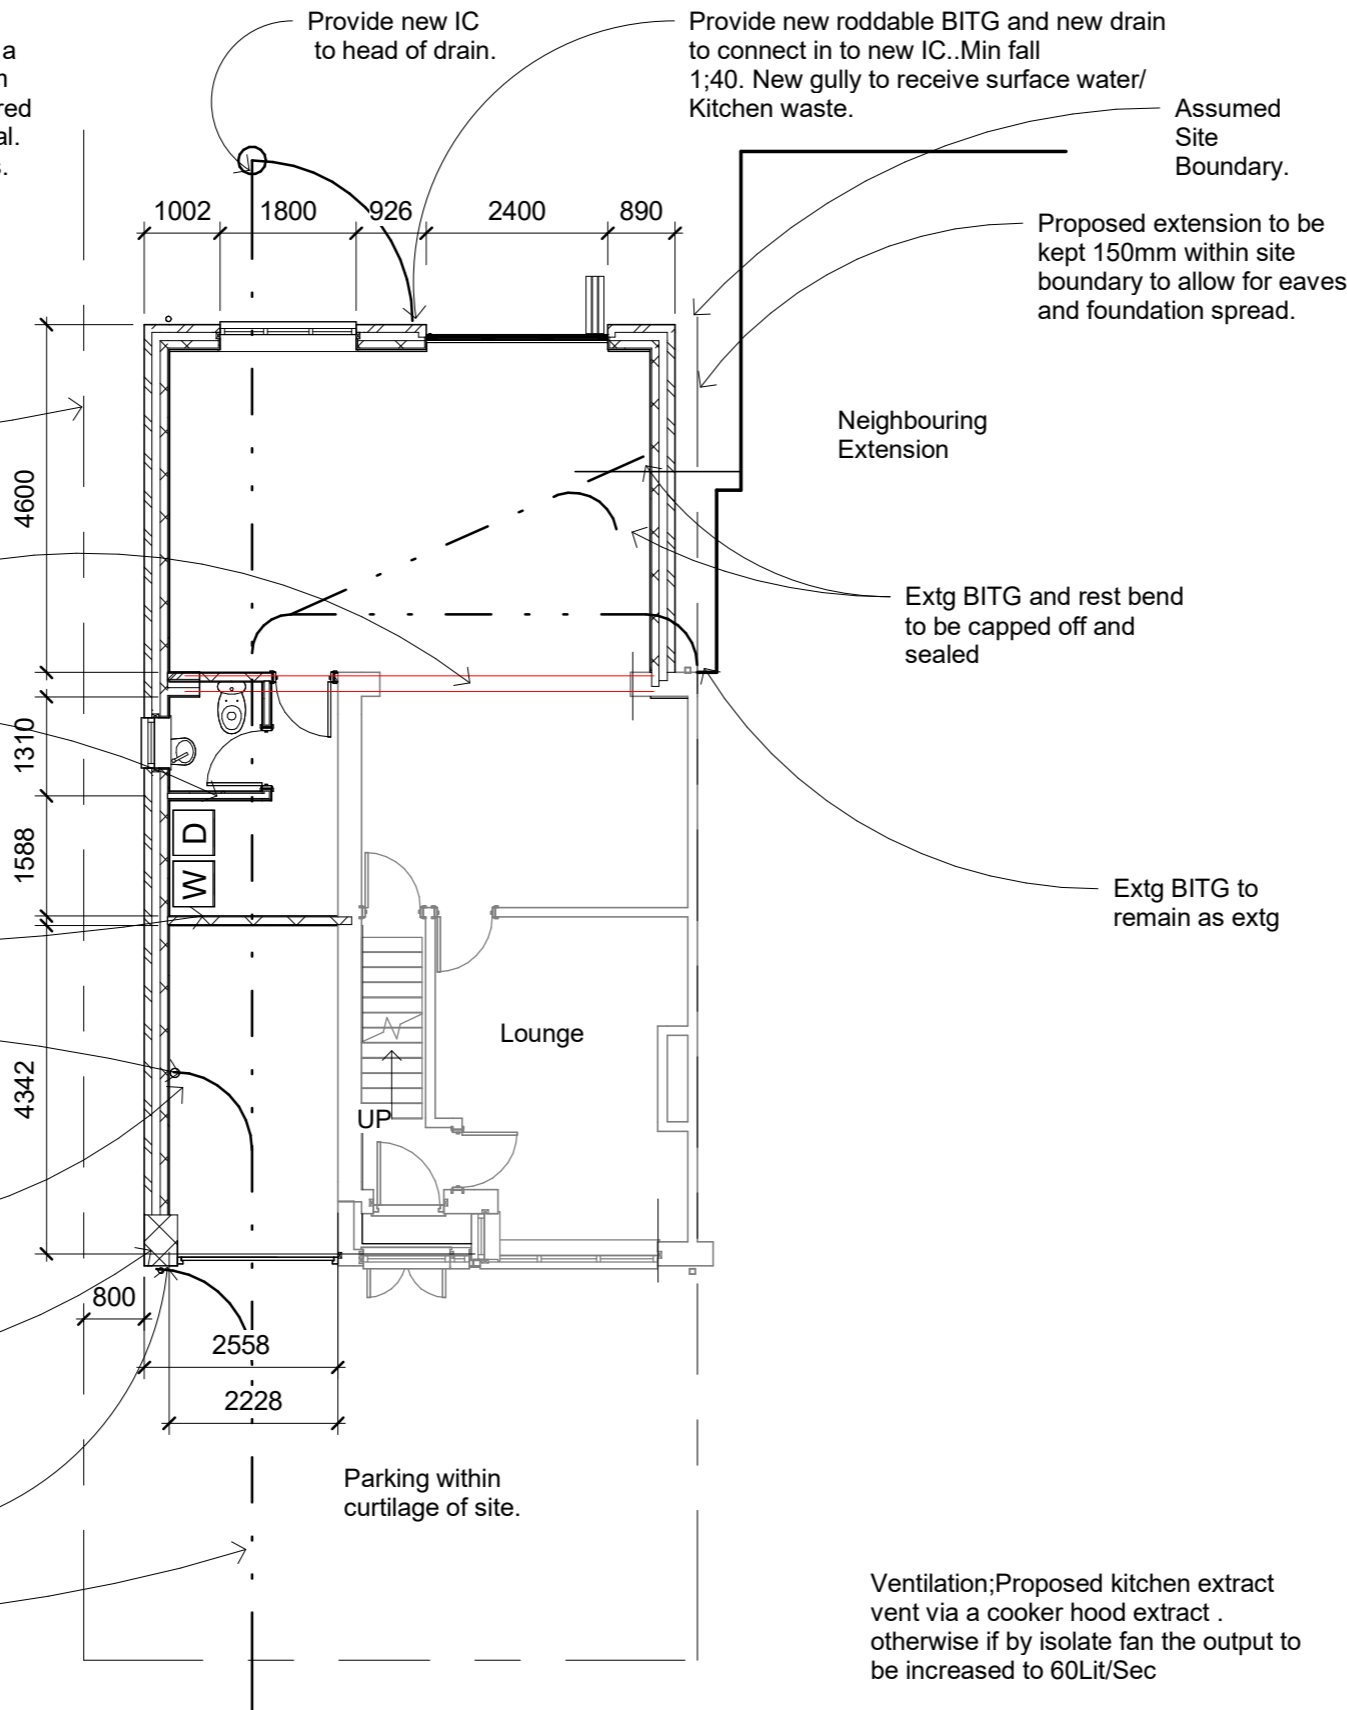 Provide new IC
to head of drain.
Provide new roddable BITG and new drain
to connect in to new IC..Min fall
1;40. New gully to receive surface water/
Kitchen waste.
a
red
al.
s.
Assumed
Site
Boundary.
Proposed extension to be
kept 150mm within site
boundary to allow for eaves
and foundation spread.
1002 1800 926 2400 890
Neighbouring
Extension
4600
Extg BITG and rest bend
to be capped off and
sealed
1310
1588
D
W
Extg BITG to
remain as extg
Lounge
4342
UP
800
2558
2228
Parking within
curtilage of site.
Ventilation;Proposed kitchen extract
vent via a cooker hood extract .
otherwise if by isolate fan the output to
be increased to 60Lit/Sec